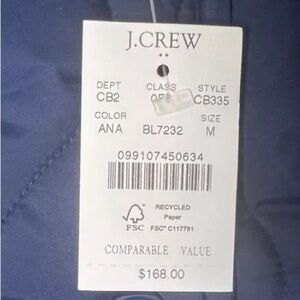 J.CREW
DEPT CLASS STYLE
CB2 CB335
COLOR SIZE
ANA BL7232 M
099107450634
RECYCLED
Paper
FSC FSC® C117781
COMPARABLE VALUE
$168.00